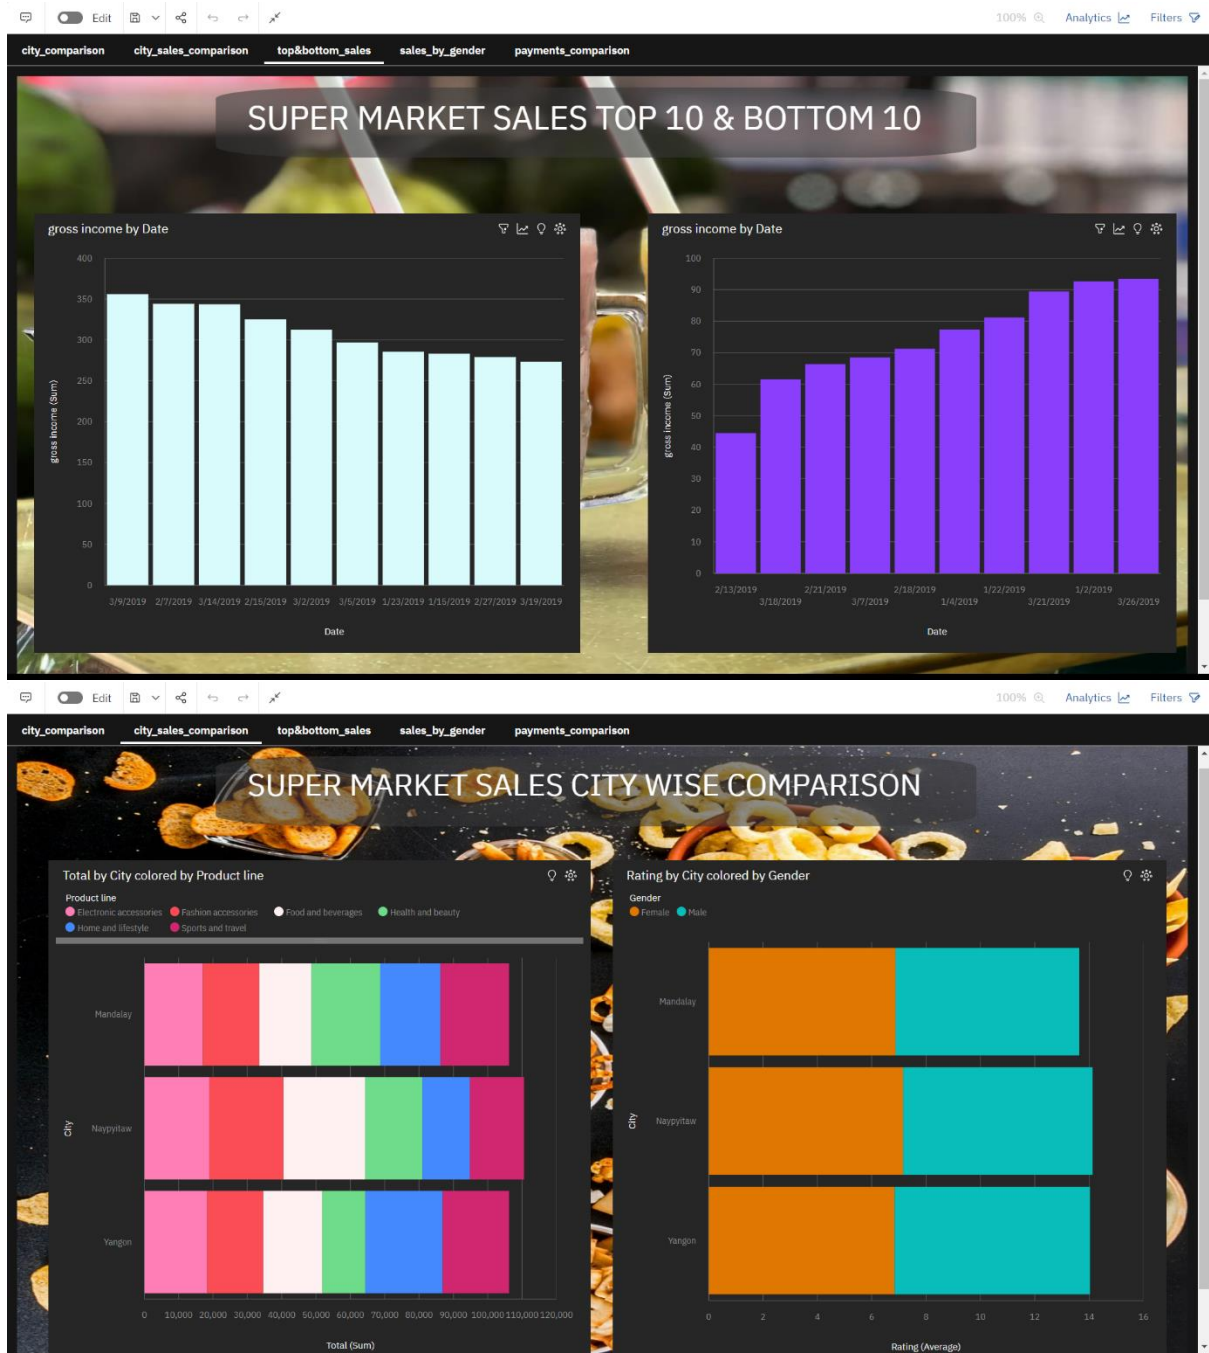 Edit
100% Analytics Filters
city_comparison city_sales_comparison top&bottom_sales sales_by_gender payments_comparison
SUPER MARKET SALES TOP 10 & BOTTOM 10
gross income by Date
400
350
300
250
200
150
100
50
0
gross income (Sum)
3/9/2019 2/7/2019 3/14/2019 2/15/2019 3/2/2019 3/5/2019 1/23/2019 1/15/2019 2/27/2019 3/19/2019
Date
gross income by Date
100
90
80
70
60
50
40
30
20
10
0
gross income (Sum)
2/13/2019 2/21/2019 2/18/2019 1/22/2019 1/2/2019
3/18/2019 3/7/2019 1/4/2019 3/21/2019 3/26/2019
Date
Edit
100% Analytics Filters
city_comparison city_sales_comparison top&bottom_sales sales_by_gender payments_comparison
SUPER MARKET SALES CITY WISE COMPARISON
Total by City colored by Product line
Product line
Electronic accessories Fashion accessories Food and beverages Health and beauty
Home and lifestyle Sports and travel
Mandalay
City
Naypyitaw
Yangon
0 10,000 20,000 30,000 40,000 50,000 60,000 70,000 80,000 90,000 100,000 110,000 120,000
Total (Sum)
Rating by City colored by Gender
Gender
Female Male
Mandalay
City
Naypyitaw
Yangon
0 2 4 6 8 10 12 14 16
Rating (Average)